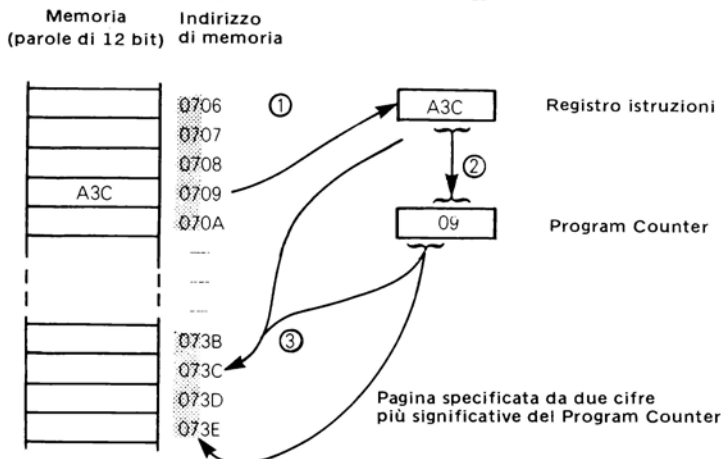 Memoria
(parole di 12 bit)
Indirizzo
di memoria
0706
0707
0708
0709
070A
A3C
073B
073C
073D
073E
1
A3C
Registro istruzioni
2
09
Program Counter
3
Pagina specificata da due cifre
più significative del Program Counter